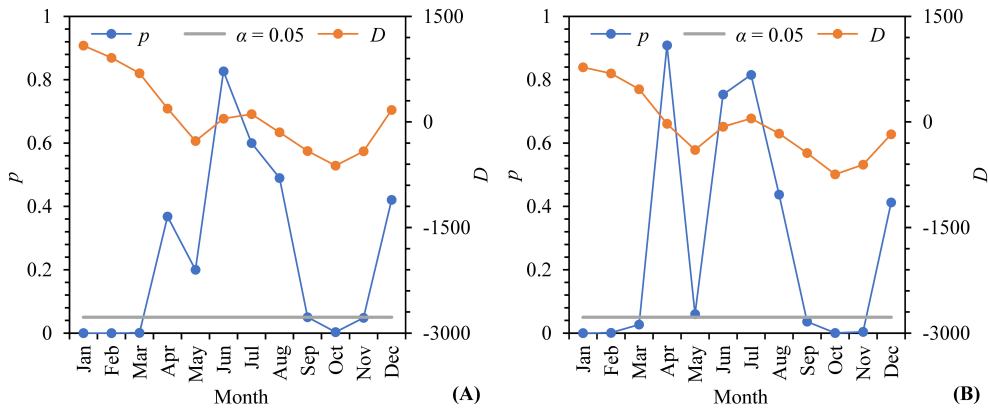 1
0.8
0.6
0.4
0.2
0
p
p
α = 0.05
D
1500
0
-1500
-3000
D
Jan
Feb
Mar
Apr
May
Jun
Jul
Aug
Sep
Oct
Nov
Dec
Month
(A)
1
0.8
0.6
0.4
0.2
0
p
p
α = 0.05
D
1500
0
-1500
-3000
D
Jan
Feb
Mar
Apr
May
Jun
Jul
Aug
Sep
Oct
Nov
Dec
Month
(B)